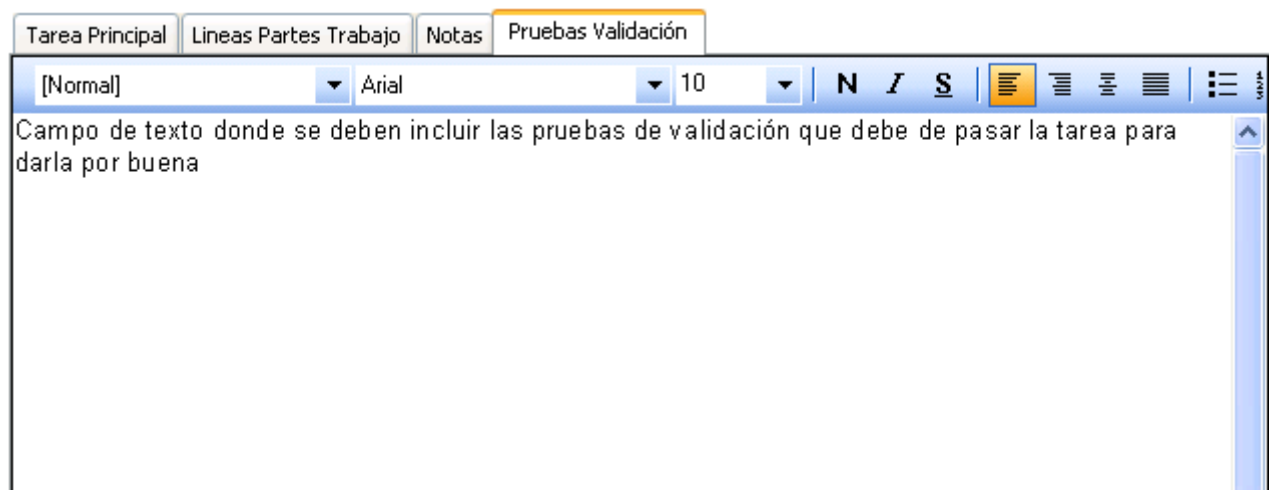 Tarea Principal Lineas Partes Trabajo Notas Pruebas Validación
[Normal] Arial 10 N I S
Campo de texto donde se deben incluir las pruebas de validación que debe de pasar la tarea para
darla por buena